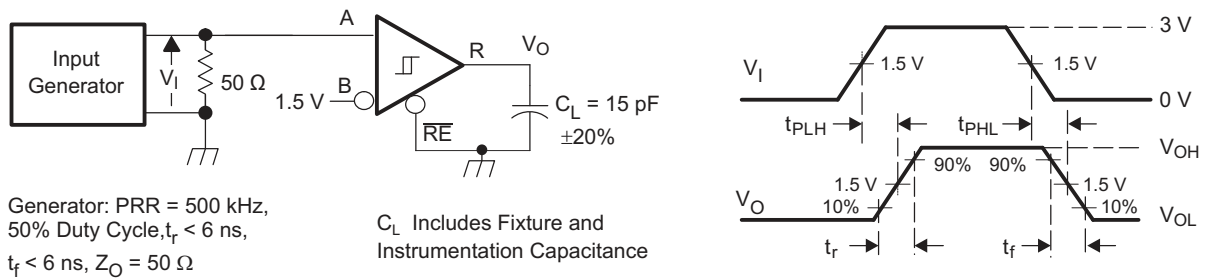 Input
Generator
V_I
50 Ω
A
B
1.5 V
R
RE
V_O
C_L = 15 pF
±20%
Generator: PRR = 500 kHz,
50% Duty Cycle,t_r < 6 ns,
t_f < 6 ns, Z_O = 50 Ω
C_L Includes Fixture and
Instrumentation Capacitance
V_I
1.5 V
1.5 V
3 V
0 V
t_PLH
t_PHL
V_O
1.5 V
10%
90%
90%
1.5 V
10%
V_OH
V_OL
t_r
t_f